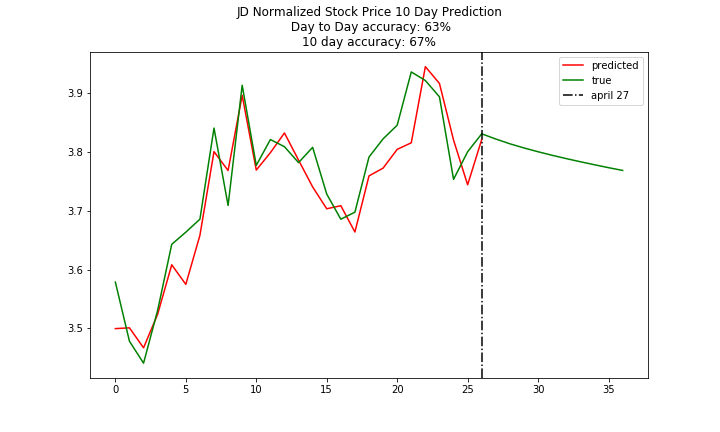 JD Normalized Stock Price 10 Day Prediction
Day to Day accuracy: 63%
10 day accuracy: 67%
predicted
true
april 27
3.9
3.8
3.7
3.6
3.5
0 5 10 15 20 25 30 35